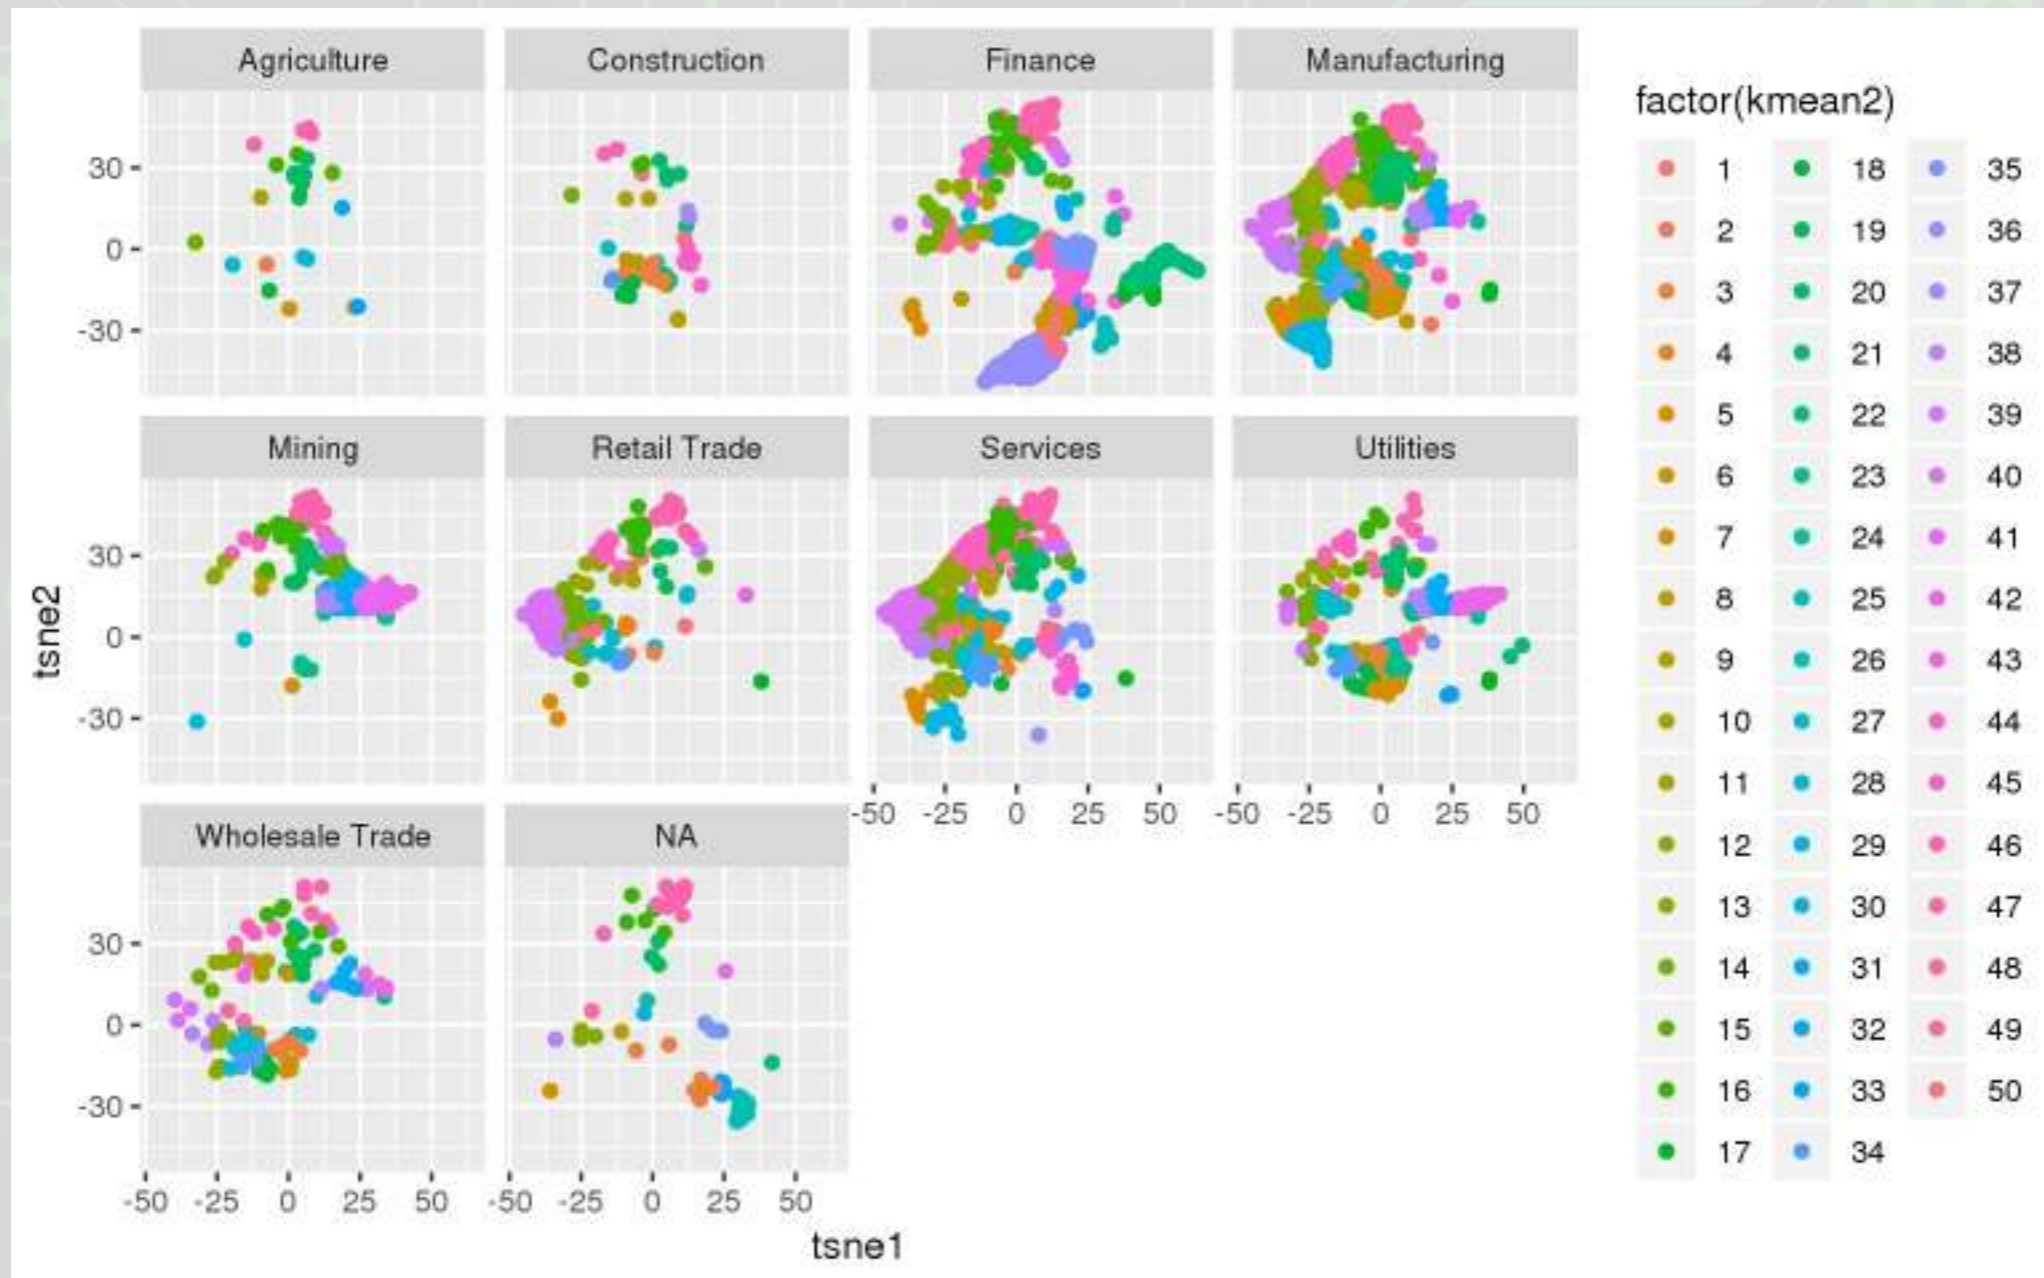 Agriculture Construction Finance Manufacturing
30
0
-30
Mining Retail Trade Services Utilities
30
0
-30
-50 -25 0 25 50 -50 -25 0 25 50
Wholesale Trade NA
30
0
-30
-50 -25 0 25 50 -50 -25 0 25 50
tsne1
tsne2
factor(kmean2)
1 18 35
2 19 36
3 20 37
4 21 38
5 22 39
6 23 40
7 24 41
8 25 42
9 26 43
10 27 44
11 28 45
12 29 46
13 30 47
14 31 48
15 32 49
16 33 50
17 34